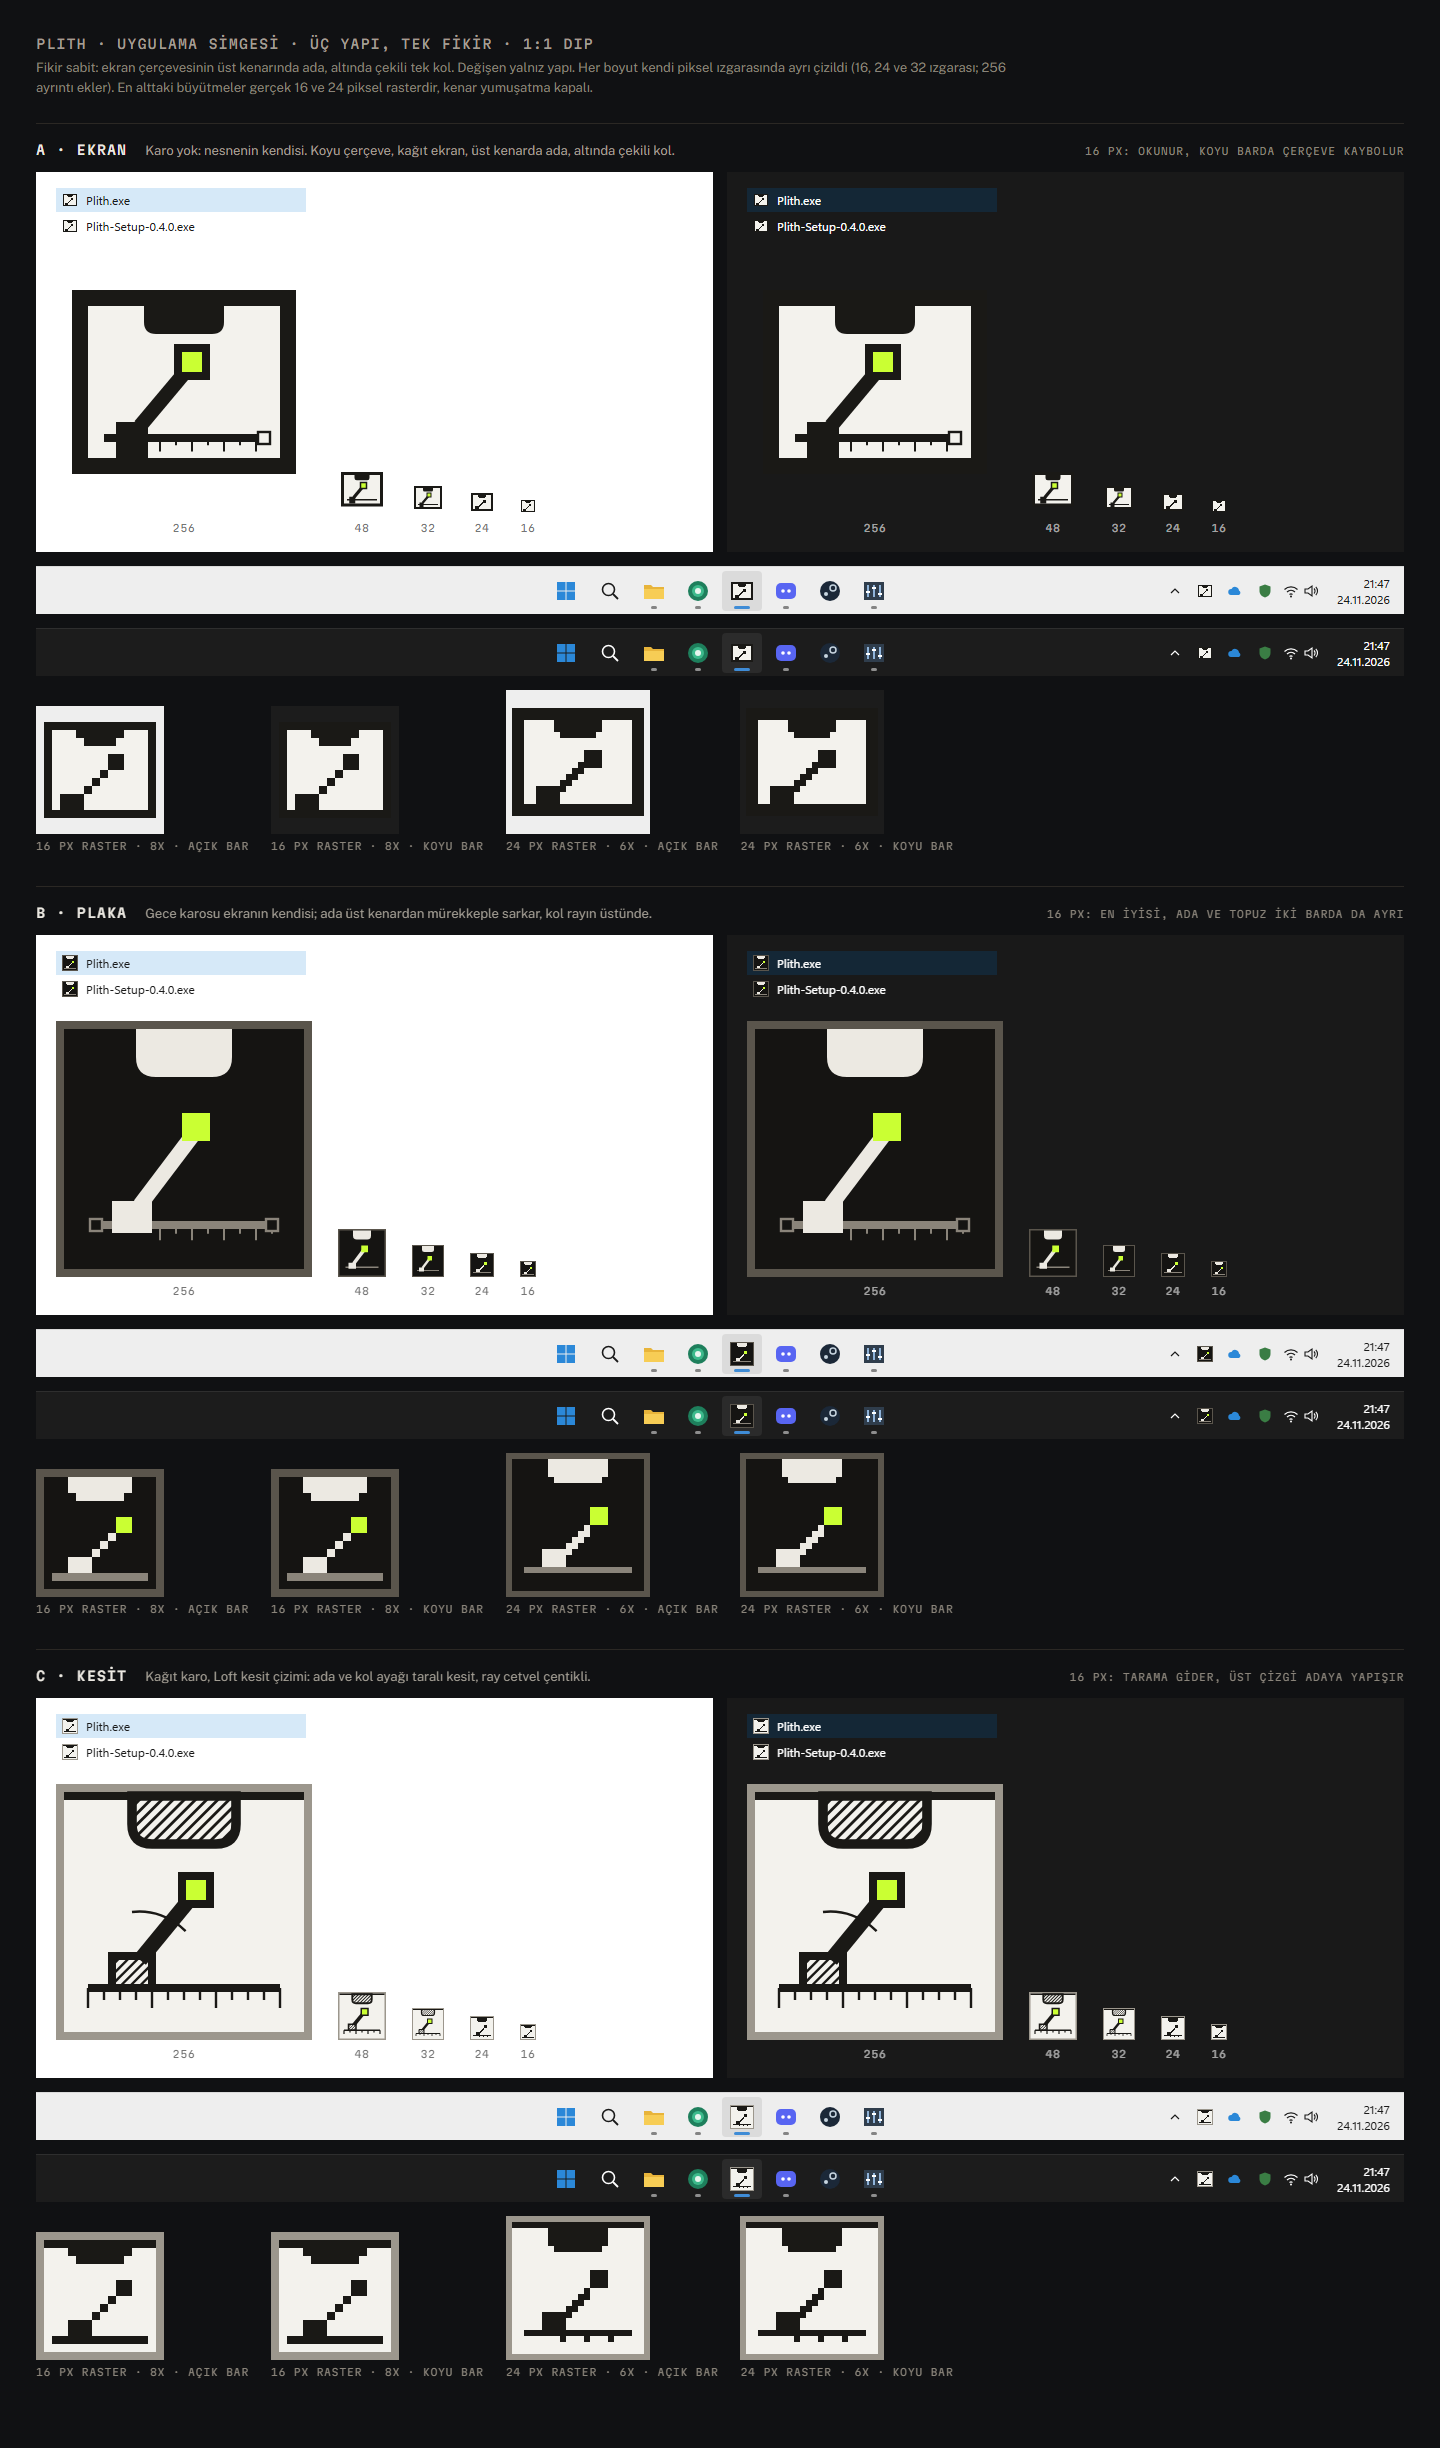 PLITH · UYGULAMA SİMGESİ · ÜÇ YAPI, TEK FİKİR · 1:1 DIP
Fikir sabit: ekran çerçevesinin üst kenarında ada, altında çekili tek kol. Değişen yalnız yapı. Her boyut kendi piksel ızgarasında ayrı çizildi (16, 24 ve 32 ızgarası; 256
ayrıntı ekler). En alttaki büyütmeler gerçek 16 ve 24 piksel rasterdir, kenar yumuşatma kapalı.
A · EKRAN Karo yok: nesnenin kendisi. Koyu çerçeve, kağıt ekran, üst kenarda ada, altında çekili kol. 16 PX: OKUNUR, KOYU BARDA ÇERÇEVE KAYBOLUR
Plith.exe Plith.exe
Plith-Setup-0.4.0.exe Plith-Setup-0.4.0.exe
256 48 32 24 16 256 48 32 24 16
21:47
24.11.2026
21:47
24.11.2026
16 PX RASTER · 8X · AÇIK BAR 16 PX RASTER · 8X · KOYU BAR 24 PX RASTER · 6X · AÇIK BAR 24 PX RASTER · 6X · KOYU BAR
B · PLAKA Gece karosu ekranın kendisi; ada üst kenardan mürekkeple sarkar, kol rayın üstünde. 16 PX: EN İYİSİ, ADA VE TOPUZ İKİ BARDA DA AYRI
Plith.exe Plith.exe
Plith-Setup-0.4.0.exe Plith-Setup-0.4.0.exe
256 48 32 24 16 256 48 32 24 16
21:47
24.11.2026
21:47
24.11.2026
16 PX RASTER · 8X · AÇIK BAR 16 PX RASTER · 8X · KOYU BAR 24 PX RASTER · 6X · AÇIK BAR 24 PX RASTER · 6X · KOYU BAR
C · KESİT Kağıt karo, Loft kesit çizimi: ada ve kol ayağı taralı kesit, ray cetvel çentikli. 16 PX: TARAMA GİDER, ÜST ÇİZGİ ADAYA YAPIŞIR
Plith.exe Plith.exe
Plith-Setup-0.4.0.exe Plith-Setup-0.4.0.exe
256 48 32 24 16 256 48 32 24 16
21:47
24.11.2026
21:47
24.11.2026
16 PX RASTER · 8X · AÇIK BAR 16 PX RASTER · 8X · KOYU BAR 24 PX RASTER · 6X · AÇIK BAR 24 PX RASTER · 6X · KOYU BAR